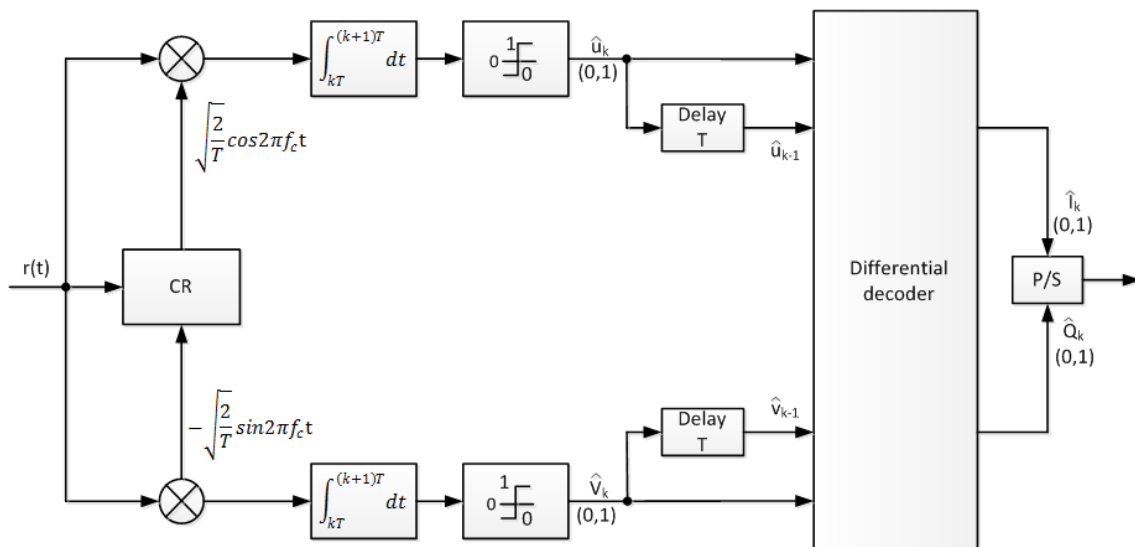 ∫_{kT}^{(k+1)T} dt
1
0
0
û_k
(0,1)
Delay
T
û_{k-1}
√(2/T) cos2πf_c t
r(t)
CR
Differential
decoder
Î_k
(0,1)
P/S
Q̂_k
(0,1)
-√(2/T) sin2πf_c t
Delay
T
v̂_{k-1}
∫_{kT}^{(k+1)T} dt
1
0
0
v̂_k
(0,1)